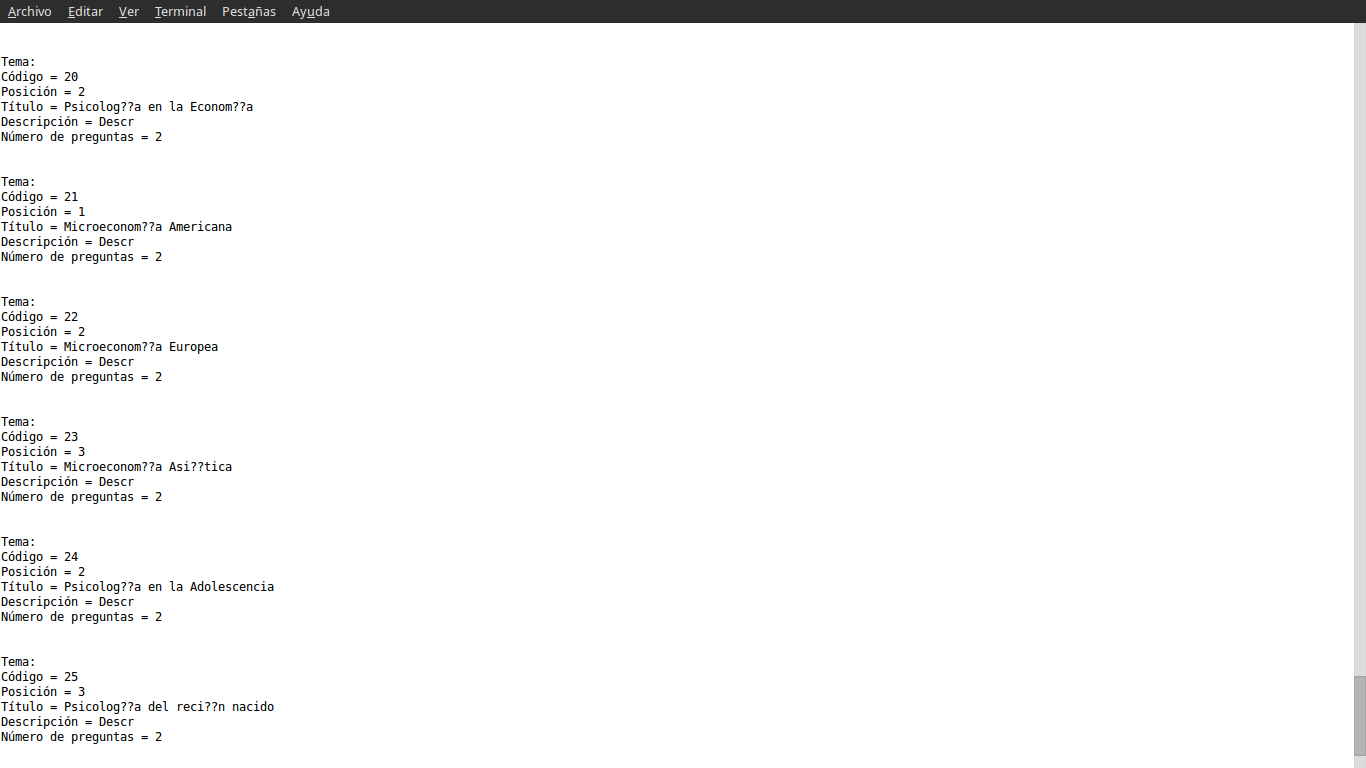 Archivo Editar Ver Terminal Pestañas Ayuda
Tema:
Código = 20
Posición = 2
Título = Psicolog??a en la Econom??a
Descripción = Descr
Número de preguntas = 2
Tema:
Código = 21
Posición = 1
Título = Microeconom??a Americana
Descripción = Descr
Número de preguntas = 2
Tema:
Código = 22
Posición = 2
Título = Microeconom??a Europea
Descripción = Descr
Número de preguntas = 2
Tema:
Código = 23
Posición = 3
Título = Microeconom??a Asi??tica
Descripción = Descr
Número de preguntas = 2
Tema:
Código = 24
Posición = 2
Título = Psicolog??a en la Adolescencia
Descripción = Descr
Número de preguntas = 2
Tema:
Código = 25
Posición = 3
Título = Psicolog??a del reci??n nacido
Descripción = Descr
Número de preguntas = 2